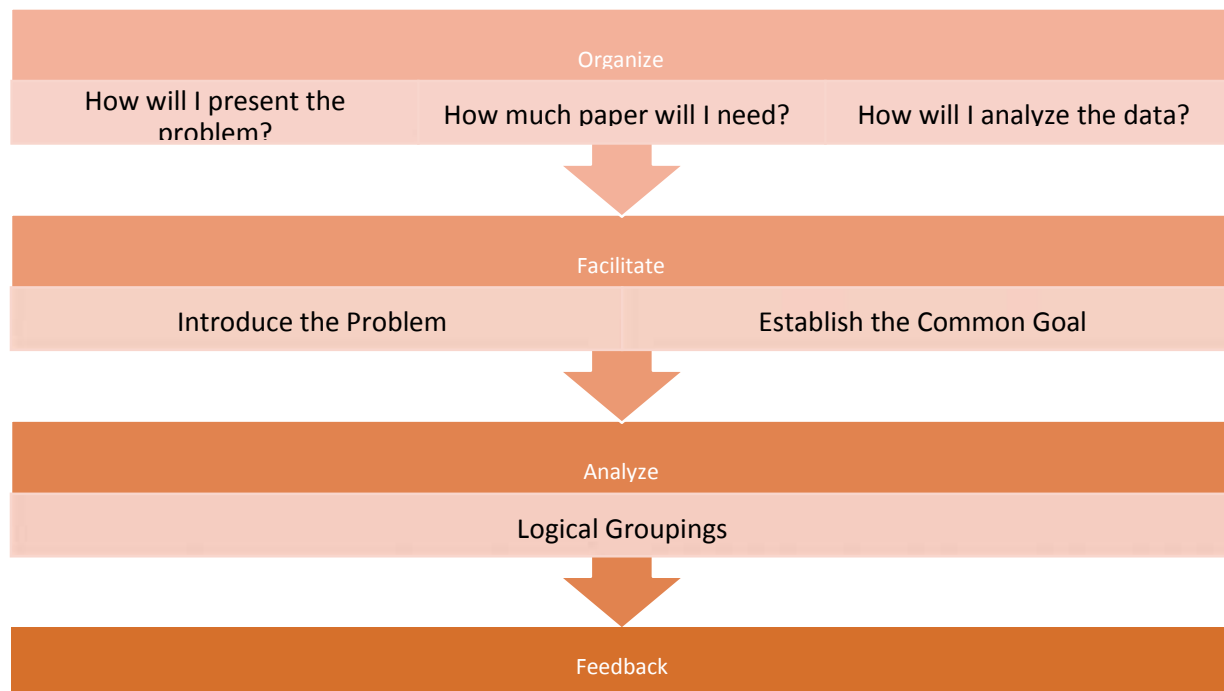 Organize
How will I present the
problem?
How much paper will I need?
How will I analyze the data?
Facilitate
Introduce the Problem
Establish the Common Goal
Analyze
Logical Groupings
Feedback